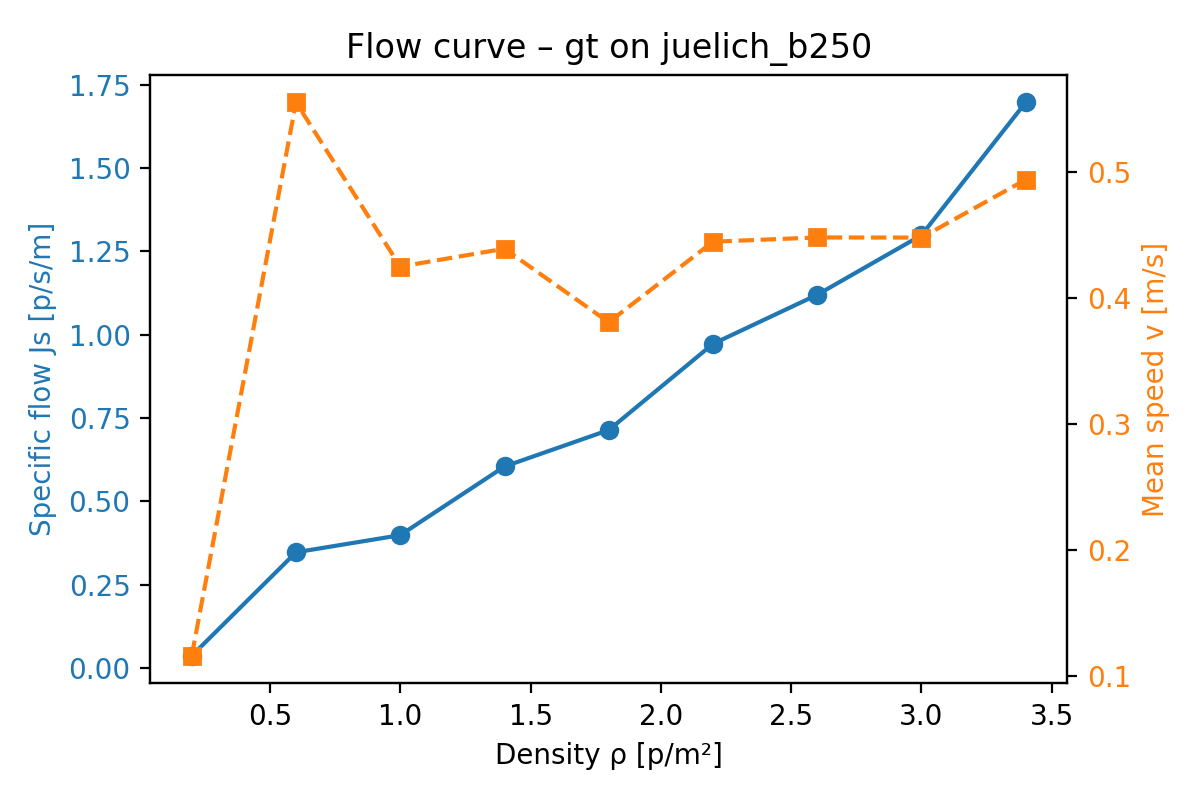 Flow curve – gt on juelich_b250
1.75
1.50
1.25
1.00
0.75
0.50
0.25
0.00
Specific flow Js [p/s/m]
0.5
0.4
0.3
0.2
0.1
Mean speed v [m/s]
0.5 1.0 1.5 2.0 2.5 3.0 3.5
Density ρ [p/m²]